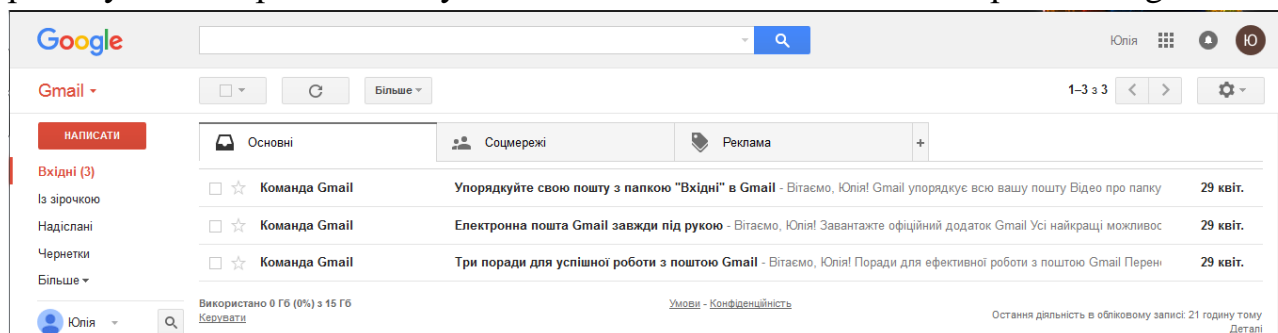 Google
Юлія
Ю
Gmail
Більше
1–3 з 3
НАПИСАТИ
Основні
Соцмережі
Реклама
+
Вхідні (3)
Із зірочкою
Надіслані
Чернетки
Більше
Команда Gmail Упорядкуйте свою пошту з папкою "Вхідні" в Gmail - Вітаємо, Юлія! Gmail упорядкує всю вашу пошту Відео про папку 29 квіт.
Команда Gmail Електронна пошта Gmail завжди під рукою - Вітаємо, Юлія! Завантажте офіційний додаток Gmail Усі найкращі можливос 29 квіт.
Команда Gmail Три поради для успішної роботи з поштою Gmail - Вітаємо, Юлія! Поради для ефективної роботи з поштою Gmail Перен 29 квіт.
Використано 0 Гб (0%) з 15 Гб
Керувати
Умови - Конфіденційність
Остання діяльність в обліковому записі: 21 годину тому
Деталі
Юлія